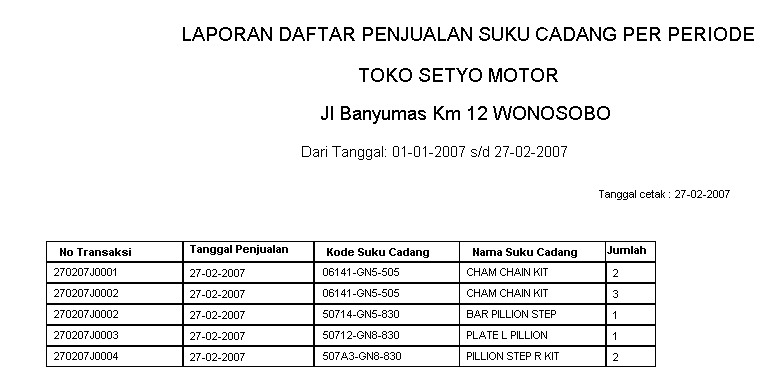 LAPORAN DAFTAR PENJUALAN SUKU CADANG PER PERIODE
TOKO SETYO MOTOR
Jl Banyumas Km 12 WONOSOBO
Dari Tanggal: 01-01-2007 s/d 27-02-2007
Tanggal cetak : 27-02-2007
No Transaksi Tanggal Penjualan Kode Suku Cadang Nama Suku Cadang Jumlah
270207J0001 27-02-2007 06141-GN5-505 CHAM CHAIN KIT 2
270207J0002 27-02-2007 06141-GN5-505 CHAM CHAIN KIT 3
270207J0002 27-02-2007 50714-GN5-830 BAR PILLION STEP 1
270207J0003 27-02-2007 50712-GN8-830 PLATE L PILLION 1
270207J0004 27-02-2007 507A3-GN8-830 PILLION STEP R KIT 2